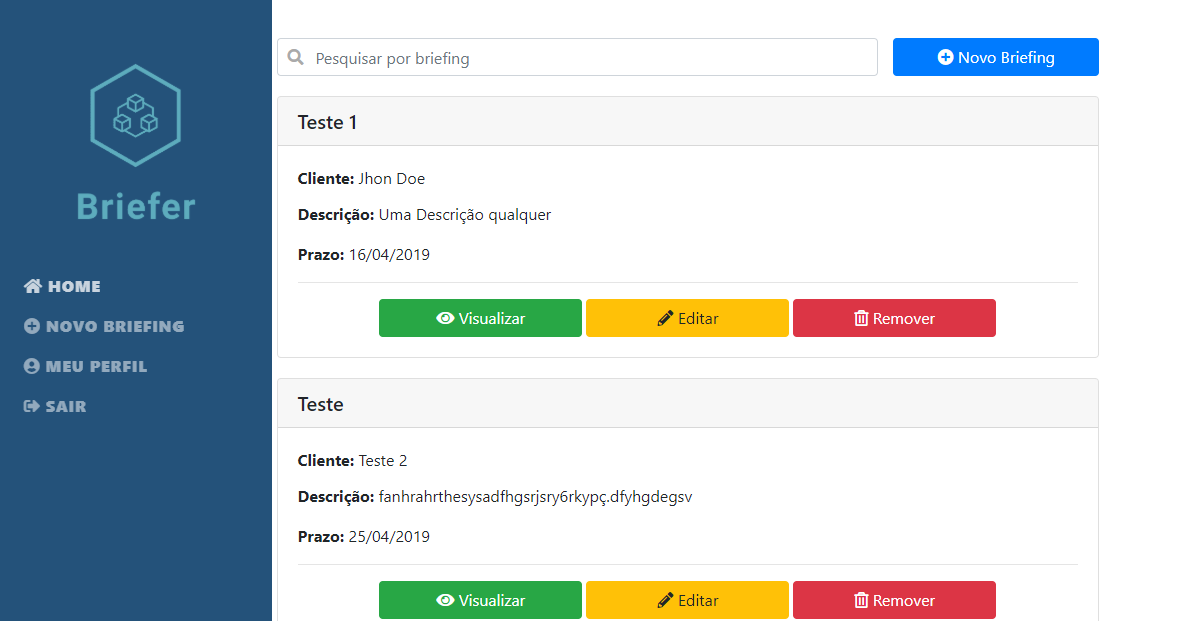 Briefer
HOME
NOVO BRIEFING
MEU PERFIL
SAIR
Pesquisar por briefing
Novo Briefing
Teste 1
Cliente: Jhon Doe
Descrição: Uma Descrição qualquer
Prazo: 16/04/2019
Visualizar
Editar
Remover
Teste
Cliente: Teste 2
Descrição: fanhrahrthesysadfhgsrjsry6rkypç.dfyhgdegsv
Prazo: 25/04/2019
Visualizar
Editar
Remover